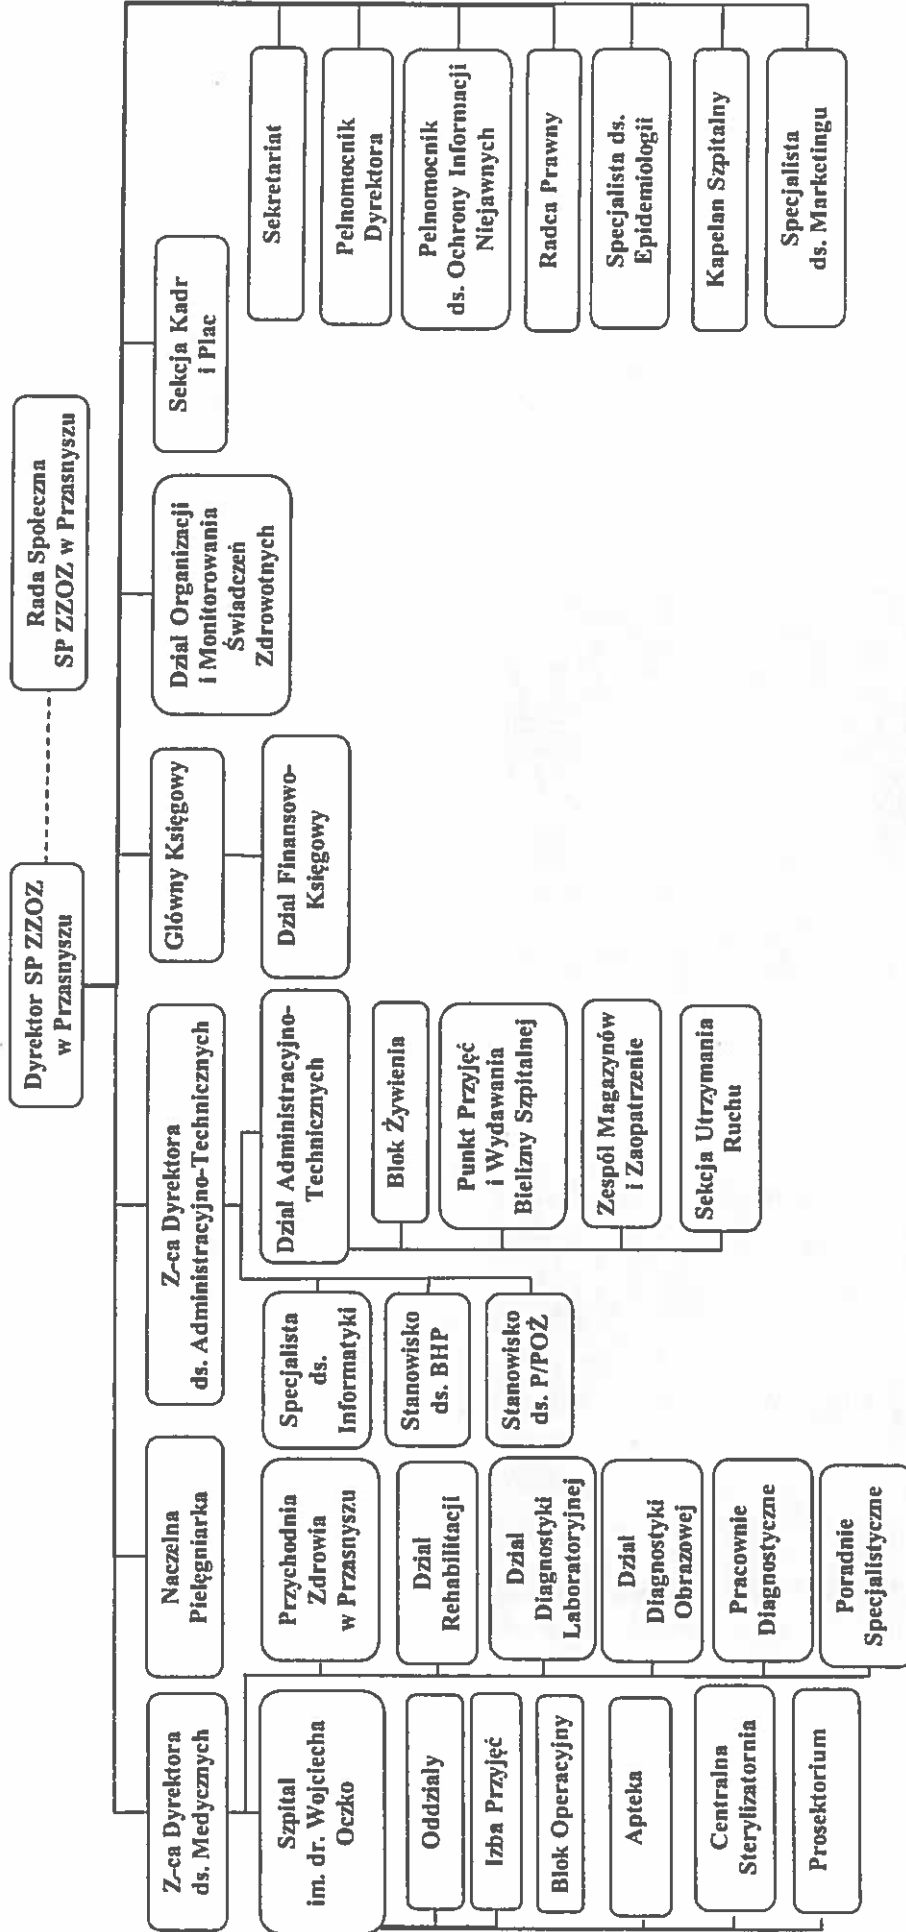 Dyrektor SP ZZOZ
w Przasnyszu
Rada Społeczna
SP ZZOZ w Przasnyszu
Z-ca Dyrektora
ds. Medycznych
Naczelna
Pielęgniarka
Z-ca Dyrektora
ds. Administracyjno-Technicznych
Główny Księgowy
Dział Organizacji
i Monitorowania
Świadczeń
Zdrowotnych
Sekcja Kadr
i Płac
Szpital
im. dr. Wojciecha
Oczko
Oddziały
Izba Przyjęć
Blok Operacyjny
Apteka
Centralna
Sterylizatornia
Prosektorium
Przychodnia
Zdrowia
w Przasnyszu
Dział
Rehabilitacji
Dział
Diagnostyki
Laboratoryjnej
Dział
Diagnostyki
Obrazowej
Pracownie
Diagnostyczne
Poradnie
Specjalistyczne
Specjalista
ds.
Informatyki
Stanowisko
ds. BHP
Stanowisko
ds. P/POŻ
Dział Administracyjno-
Technicznych
Blok Żywienia
Punkt Przyjęć
i Wydawania
Bielizny Szpitalnej
Zespół Magazynów
i Zaopatrzenie
Sekcja Utrzymania
Ruchu
Dział Finansowo-
Księgowy
Sekretariat
Pełnomocnik
Dyrektora
Pełnomocnik
ds. Ochrony Informacji
Niejawnych
Radca Prawny
Specjalista ds.
Epidemiologii
Kapelan Szpitalny
Specjalista
ds. Marketingu